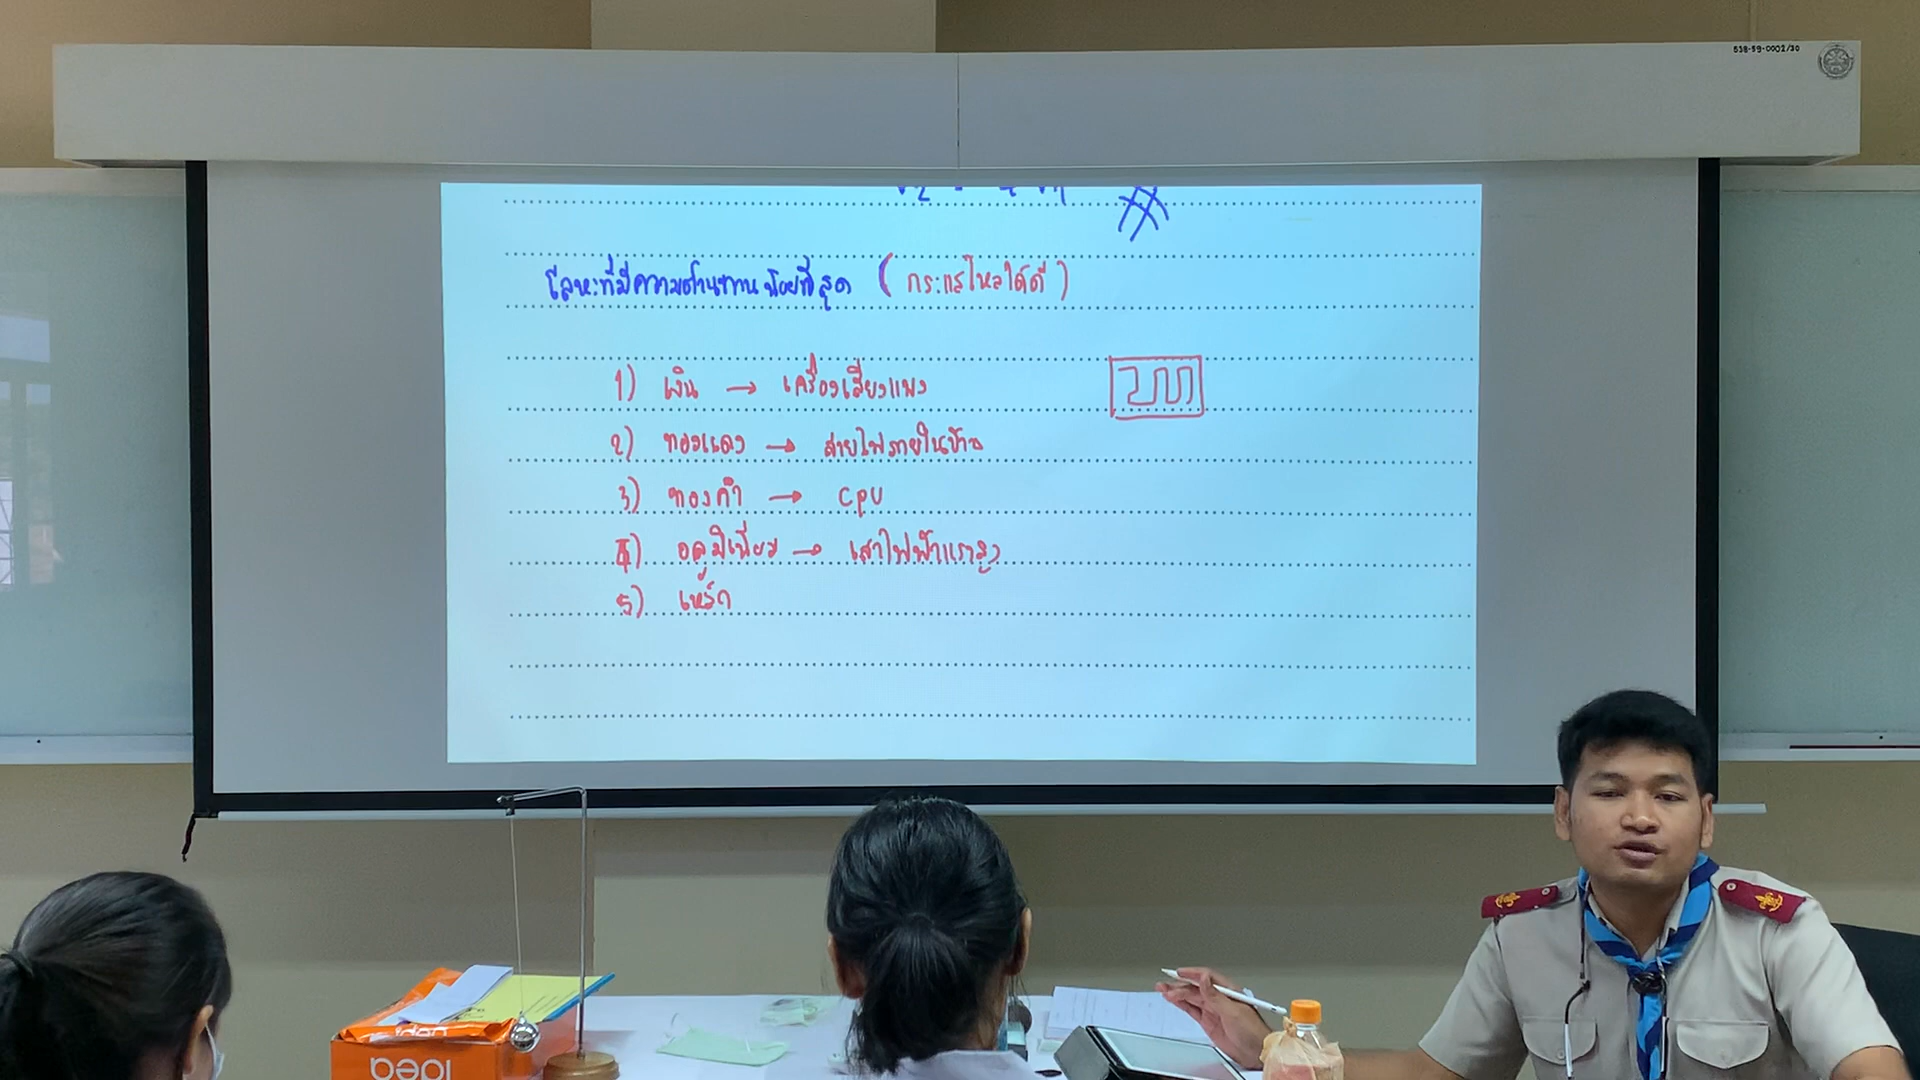 538-59-0002/30
โลหะที่มีความต้านทานน้อยที่สุด (กระแสไหลได้ดี)
1) เงิน → เครื่องเสียงแพง
2) ทองแดง → สายไฟภายในบ้าน
3) ทองคำ → CPU
4) อลูมิเนียม → เสาไฟฟ้าแรงสูง
5) เหล็ก
idea